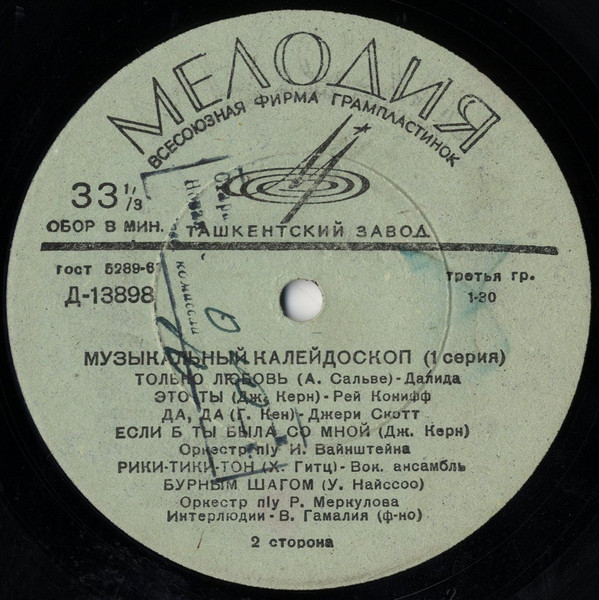 МЕЛОДИЯ
ВСЕСОЮЗНАЯ ФИРМА ГРАМПЛАСТИНОК
33 1/3
ОБОР В МИН.
ТАШКЕНТСКИЙ ЗАВОД
гост 5289-6
третья гр.
Д-13898
1-30
МУЗЫКАЛЬНЫЙ КАЛЕЙДОСКОП (1 серия)
ТОЛЬКО ЛЮБОВЬ (А. Сальве) - Далида
ЭТО ТЫ (Дж. Керн) - Рей Конифф
ДА, ДА (Г. Кен) - Джери Скотт
ЕСЛИ Б ТЫ БЫЛА СО МНОЙ (Дж. Керн)
Оркестр п/у И. Вайнштейна
РИКИ-ТИКИ-ТОН (Х. Гитц) - Вок. ансамбль
БУРНЫМ ШАГОМ (У. Найссоо)
Оркестр п/у Р. Меркулова
Интерлюдии - В. Гамалия (ф-но)
2 сторона